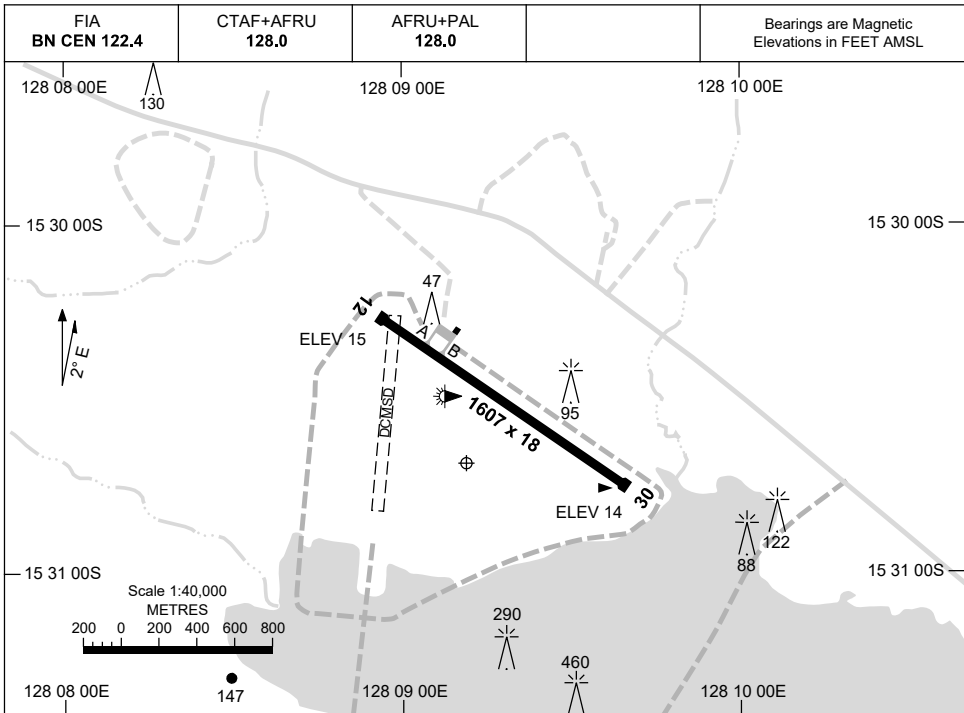 FIA
BN CEN 122.4
CTAF+AFRU
128.0
AFRU+PAL
128.0
Bearings are Magnetic
Elevations in FEET AMSL
128 08 00E
128 09 00E
128 10 00E
130
15 30 00S
15 30 00S
47
12
A
B
ELEV 15
2° E
95
DCMSD
1607 x 18
30
ELEV 14
122
88
15 31 00S
15 31 00S
Scale 1:40,000
METRES
200 0 200 400 600 800
290
460
147
128 08 00E
128 09 00E
128 10 00E